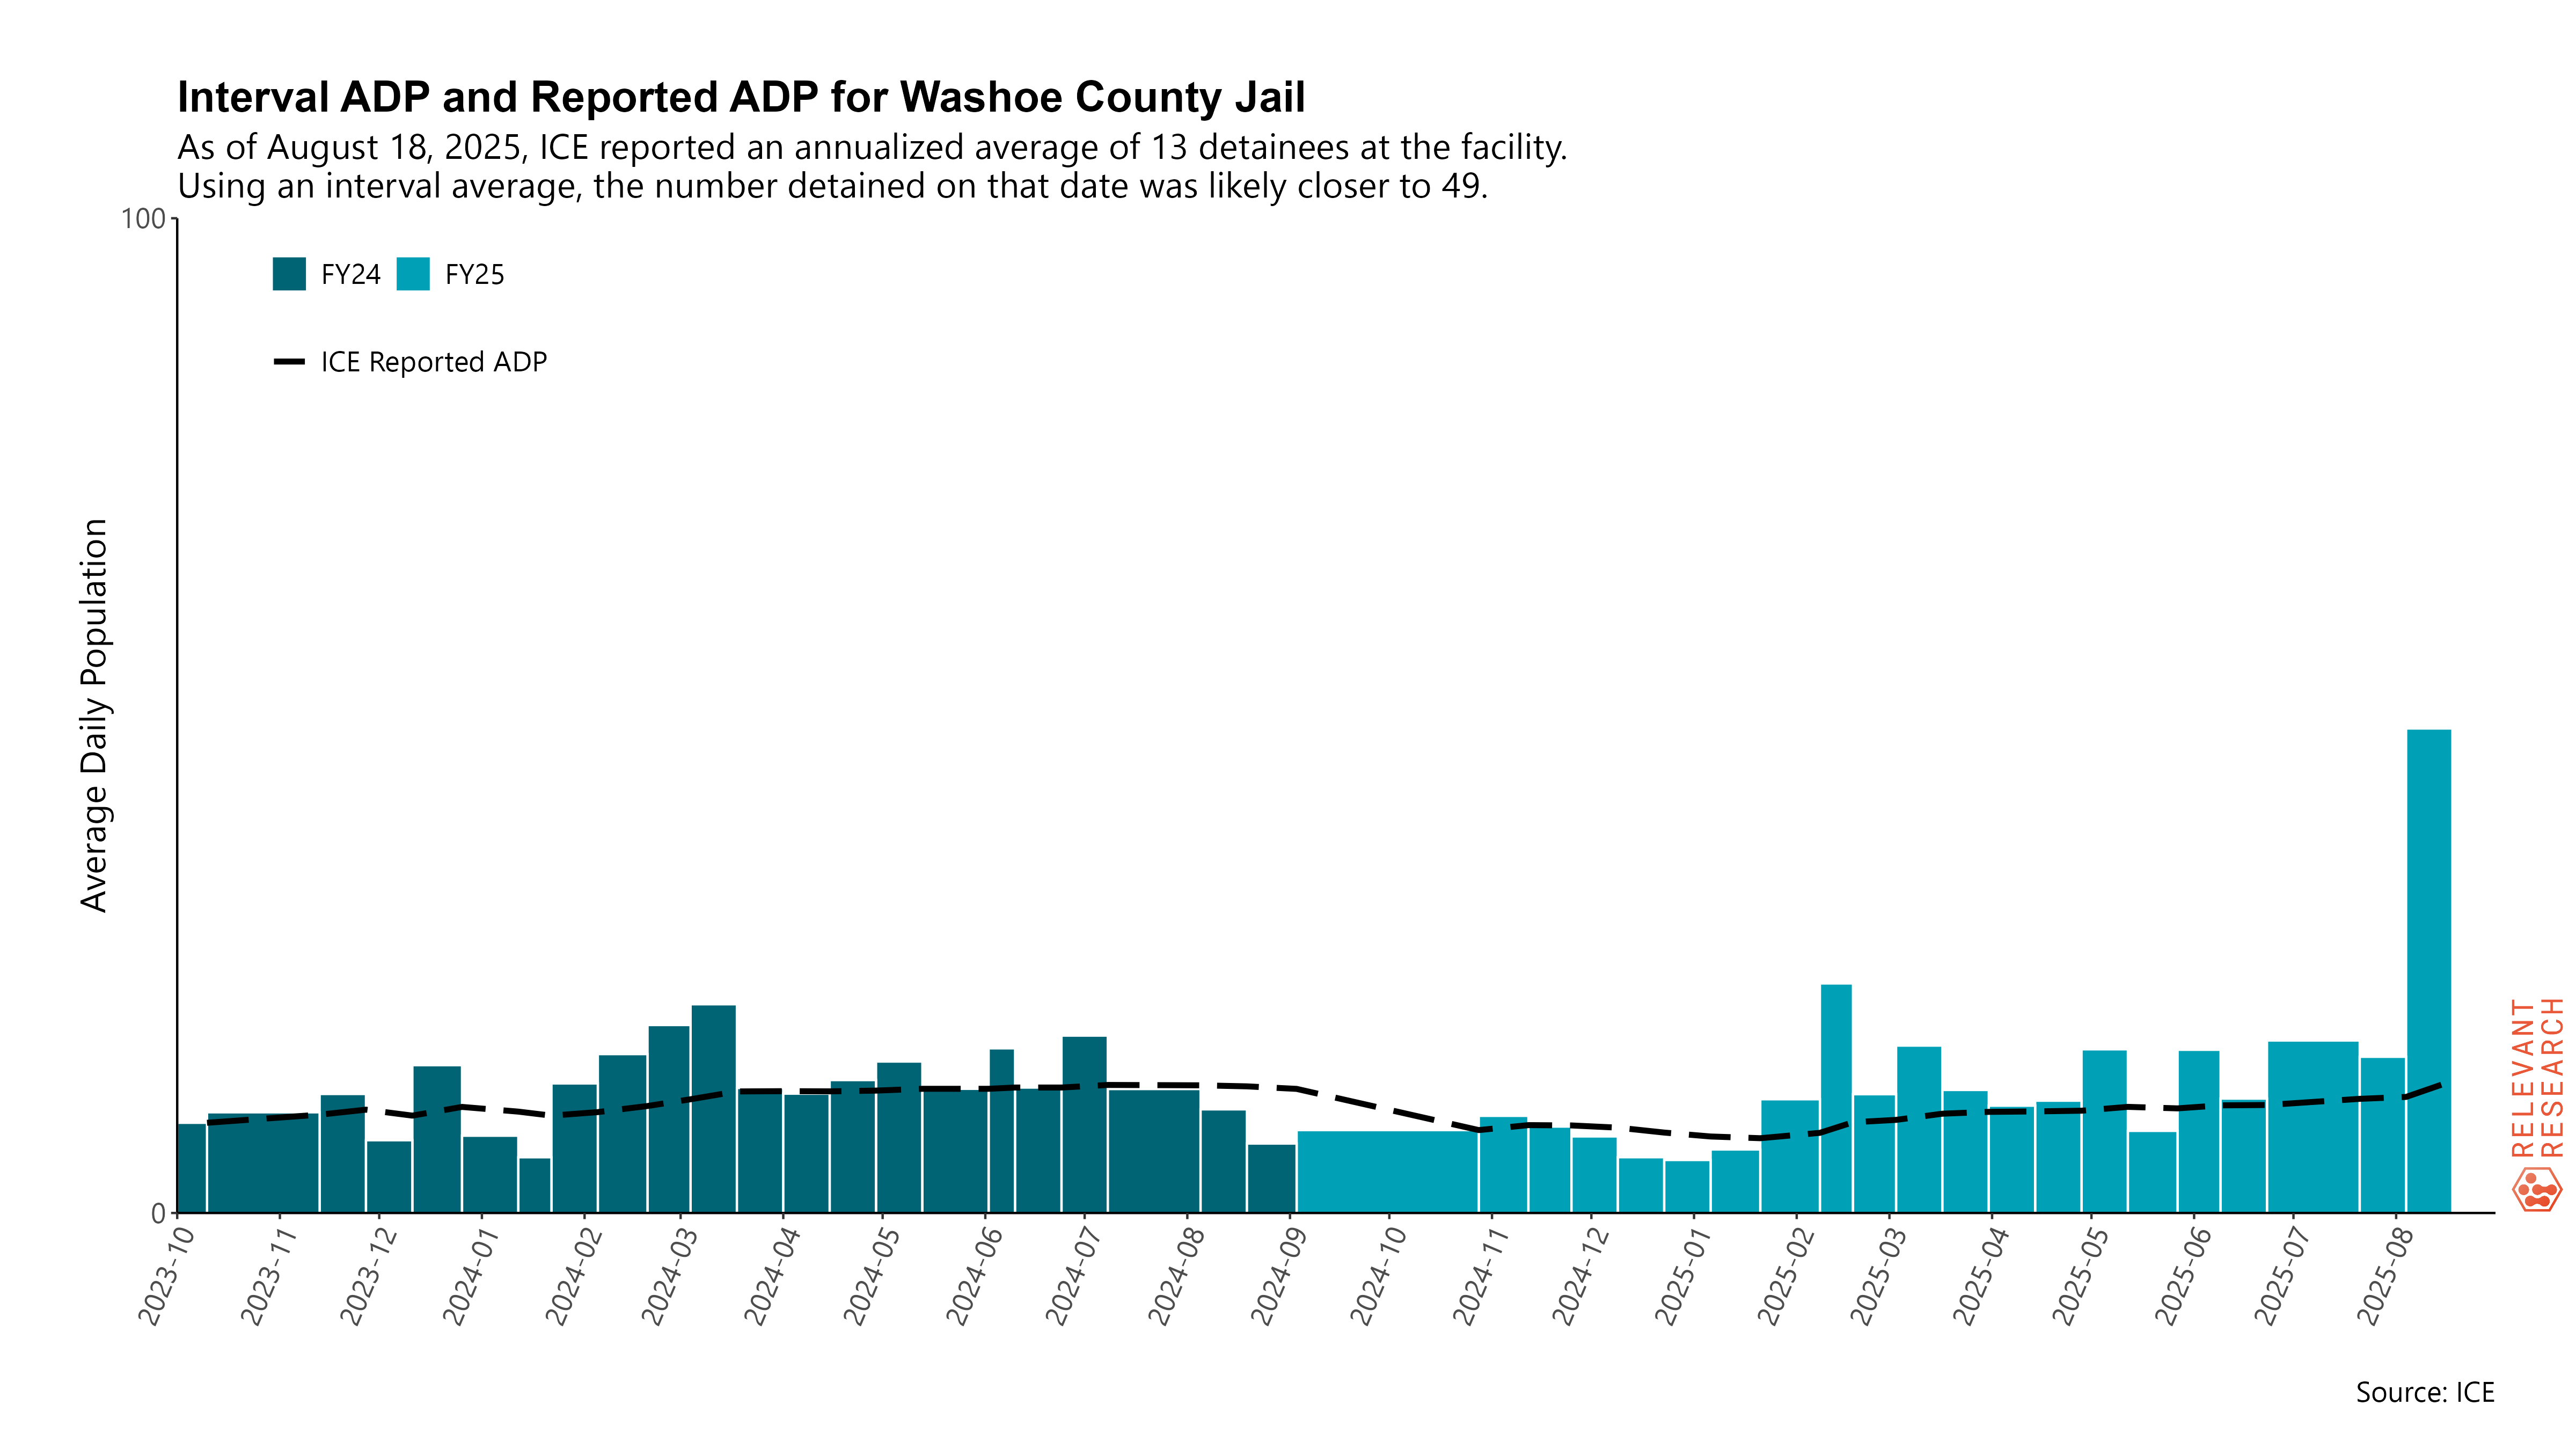 Interval ADP and Reported ADP for Washoe County Jail
As of August 18, 2025, ICE reported an annualized average of 13 detainees at the facility.
Using an interval average, the number detained on that date was likely closer to 49.
100
FY24
FY25
ICE Reported ADP
Average Daily Population
0
2023-10
2023-11
2023-12
2024-01
2024-02
2024-03
2024-04
2024-05
2024-06
2024-07
2024-08
2024-09
2024-10
2024-11
2024-12
2025-01
2025-02
2025-03
2025-04
2025-05
2025-06
2025-07
2025-08
RELEVANT
RESEARCH
Source: ICE